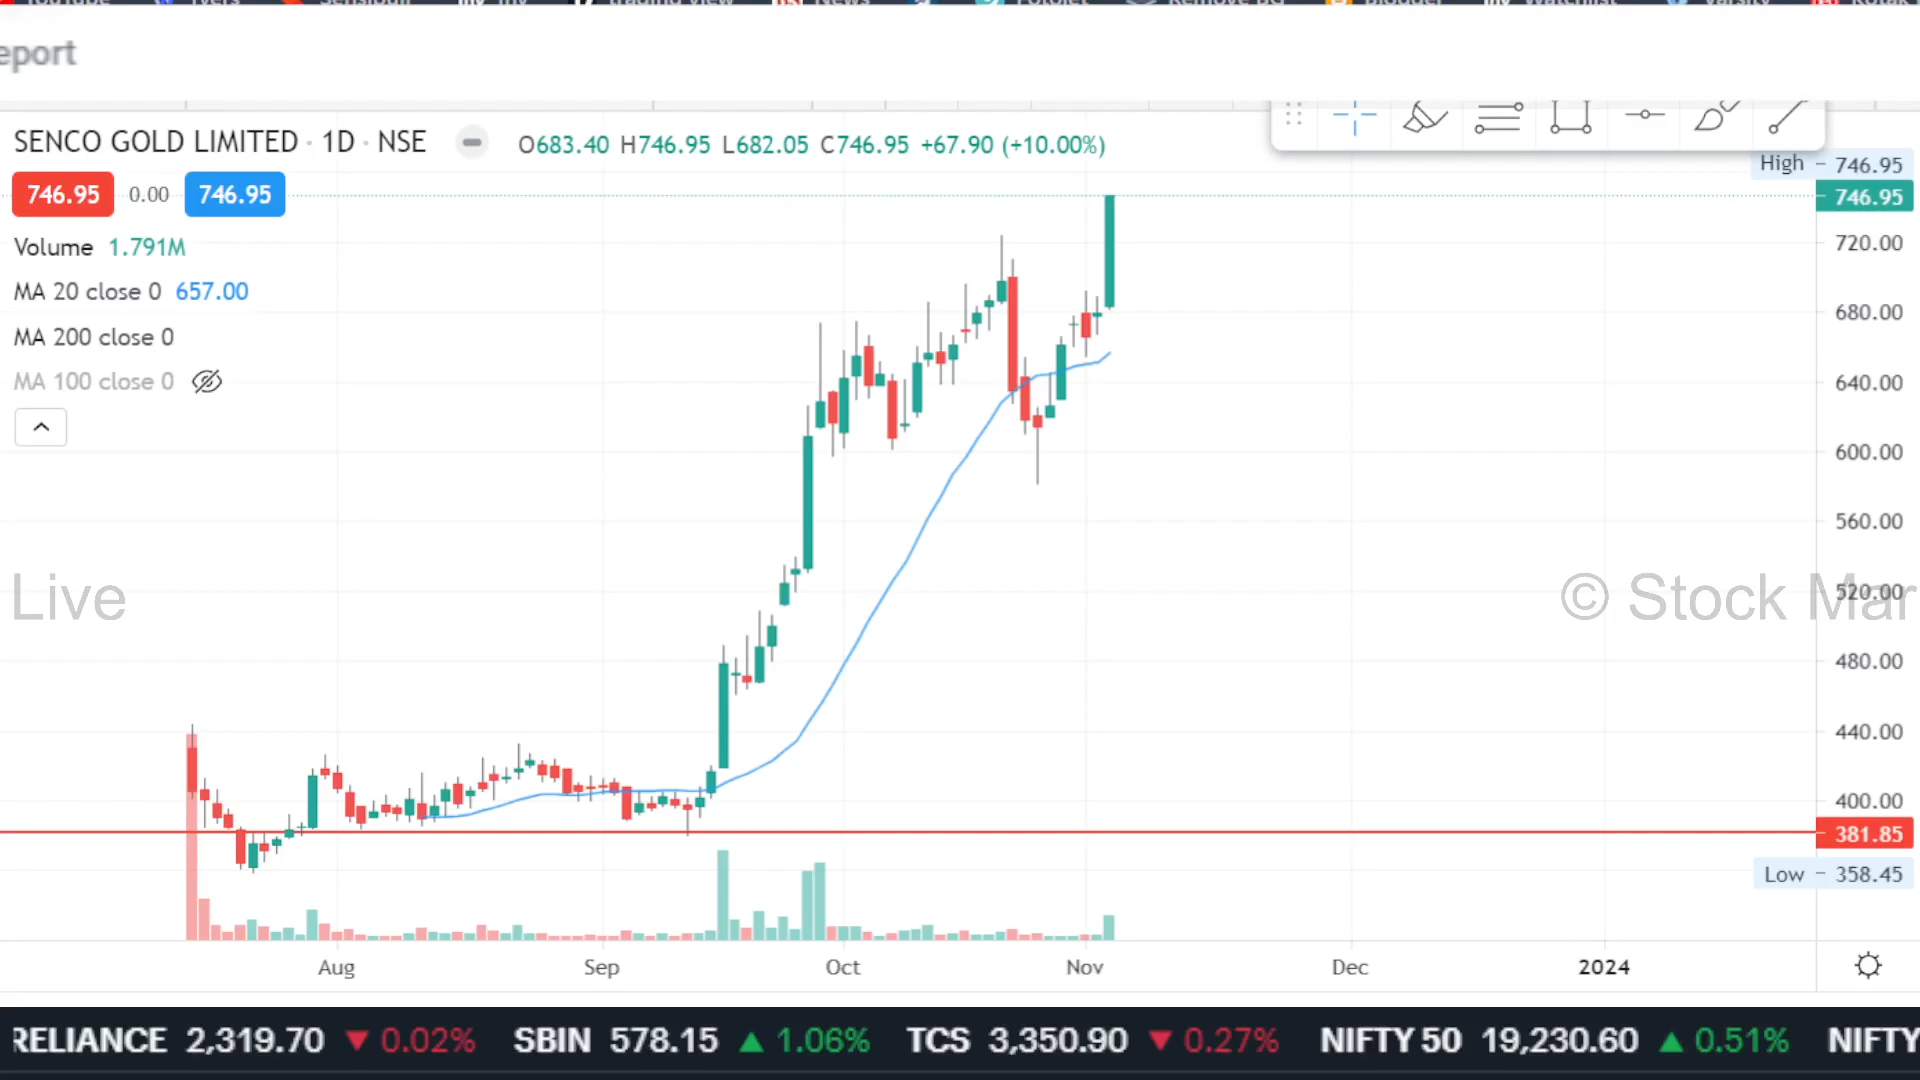 eport
SENCO GOLD LIMITED · 1D · NSE
O683.40 H746.95 L682.05 C746.95 +67.90 (+10.00%)
746.95 0.00 746.95
Volume 1.791M
MA 20 close 0 657.00
MA 200 close 0
MA 100 close 0
High 746.95
746.95
720.00
680.00
640.00
600.00
560.00
520.00
480.00
440.00
400.00
381.85
Low 358.45
Live
© Stock Mar
Aug Sep Oct Nov Dec 2024
RELIANCE 2,319.70 ▼ 0.02% SBIN 578.15 ▲ 1.06% TCS 3,350.90 ▼ 0.27% NIFTY 50 19,230.60 ▲ 0.51% NIFTY